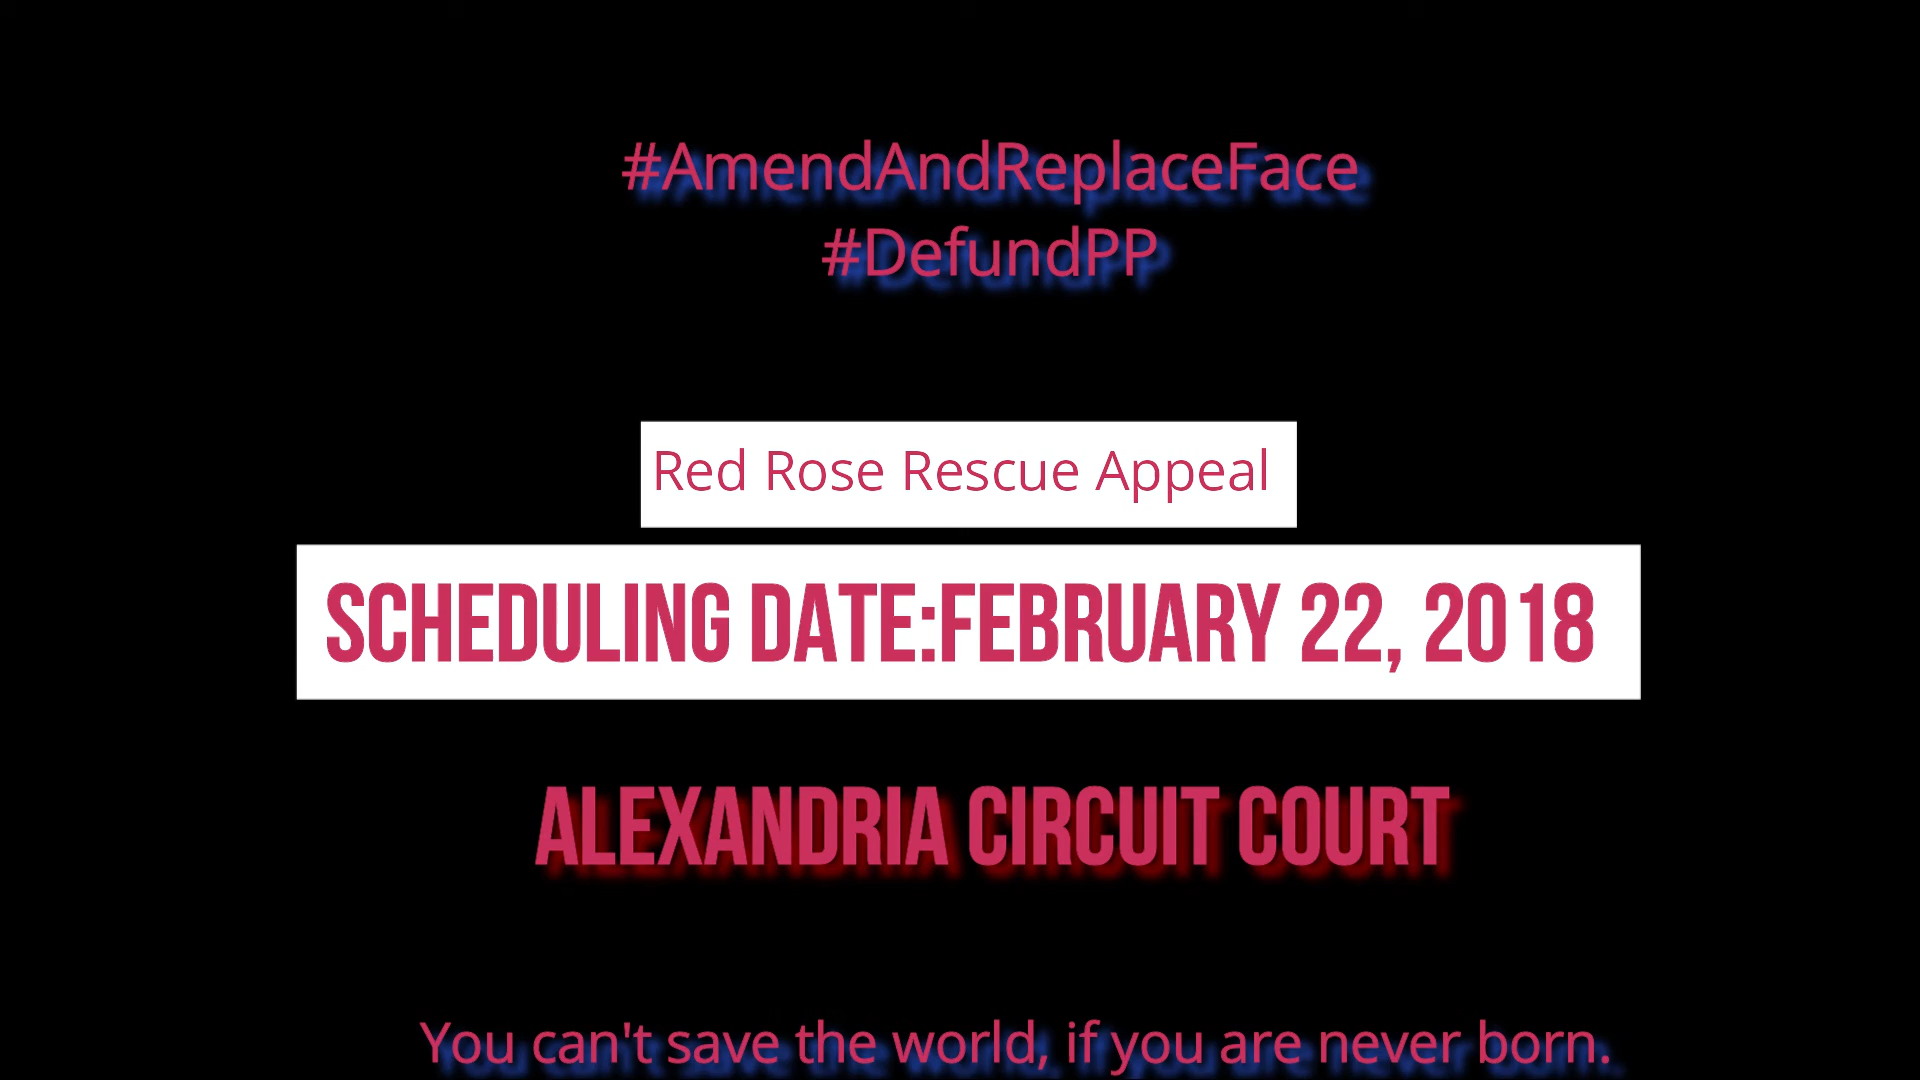 #AmendAndReplaceFace
#DefundPP
Red Rose Rescue Appeal
SCHEDULING DATE:FEBRUARY 22, 2018
ALEXANDRIA CIRCUIT COURT
You can't save the world, if you are never born.